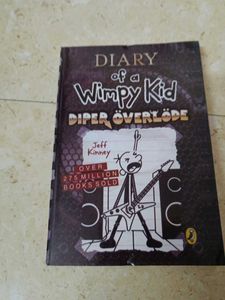 DIARY
of a
Wimpy Kid
DIPER ÖVERLÖDE
Jeff
Kinney
OVER
275 MILLION
BOOKS SOLD